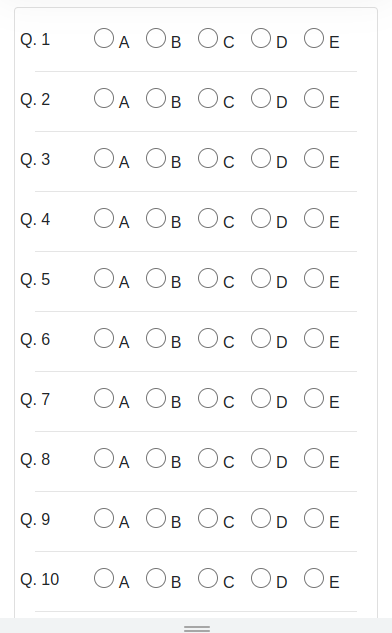 Q. 1 A B C D E
Q. 2 A B C D E
Q. 3 A B C D E
Q. 4 A B C D E
Q. 5 A B C D E
Q. 6 A B C D E
Q. 7 A B C D E
Q. 8 A B C D E
Q. 9 A B C D E
Q. 10 A B C D E